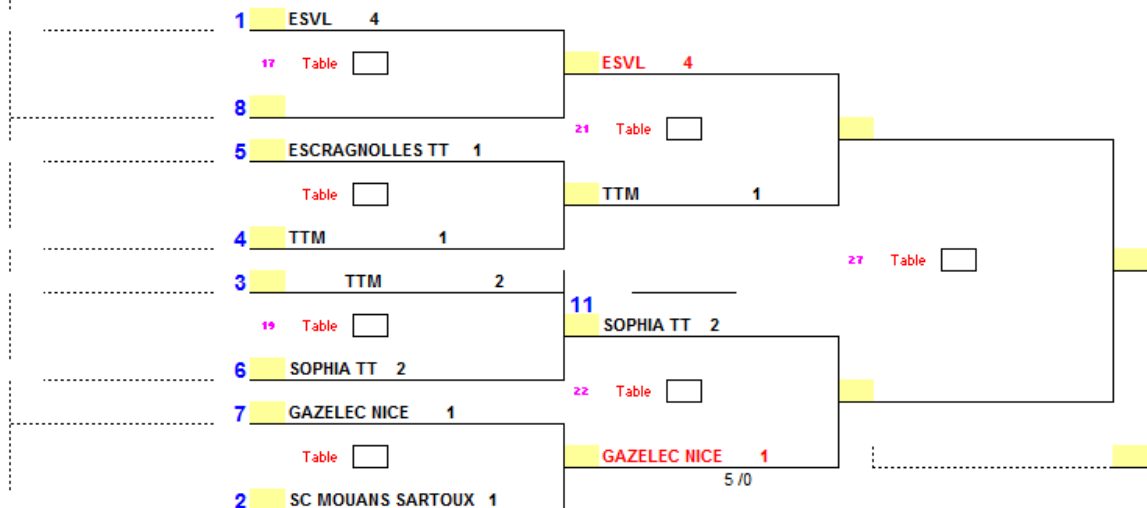 1 ESVL 4
17 Table
ESVL 4
8
21 Table
5 ESCRAGNOLLES TT 1
Table
TTM 1
4 TTM 1
27 Table
3 TTM 2
11
19 Table
SOPHIA TT 2
6 SOPHIA TT 2
22 Table
7 GAZELEC NICE 1
Table
GAZELEC NICE 1
5 /0
2 SC MOUANS SARTOUX 1